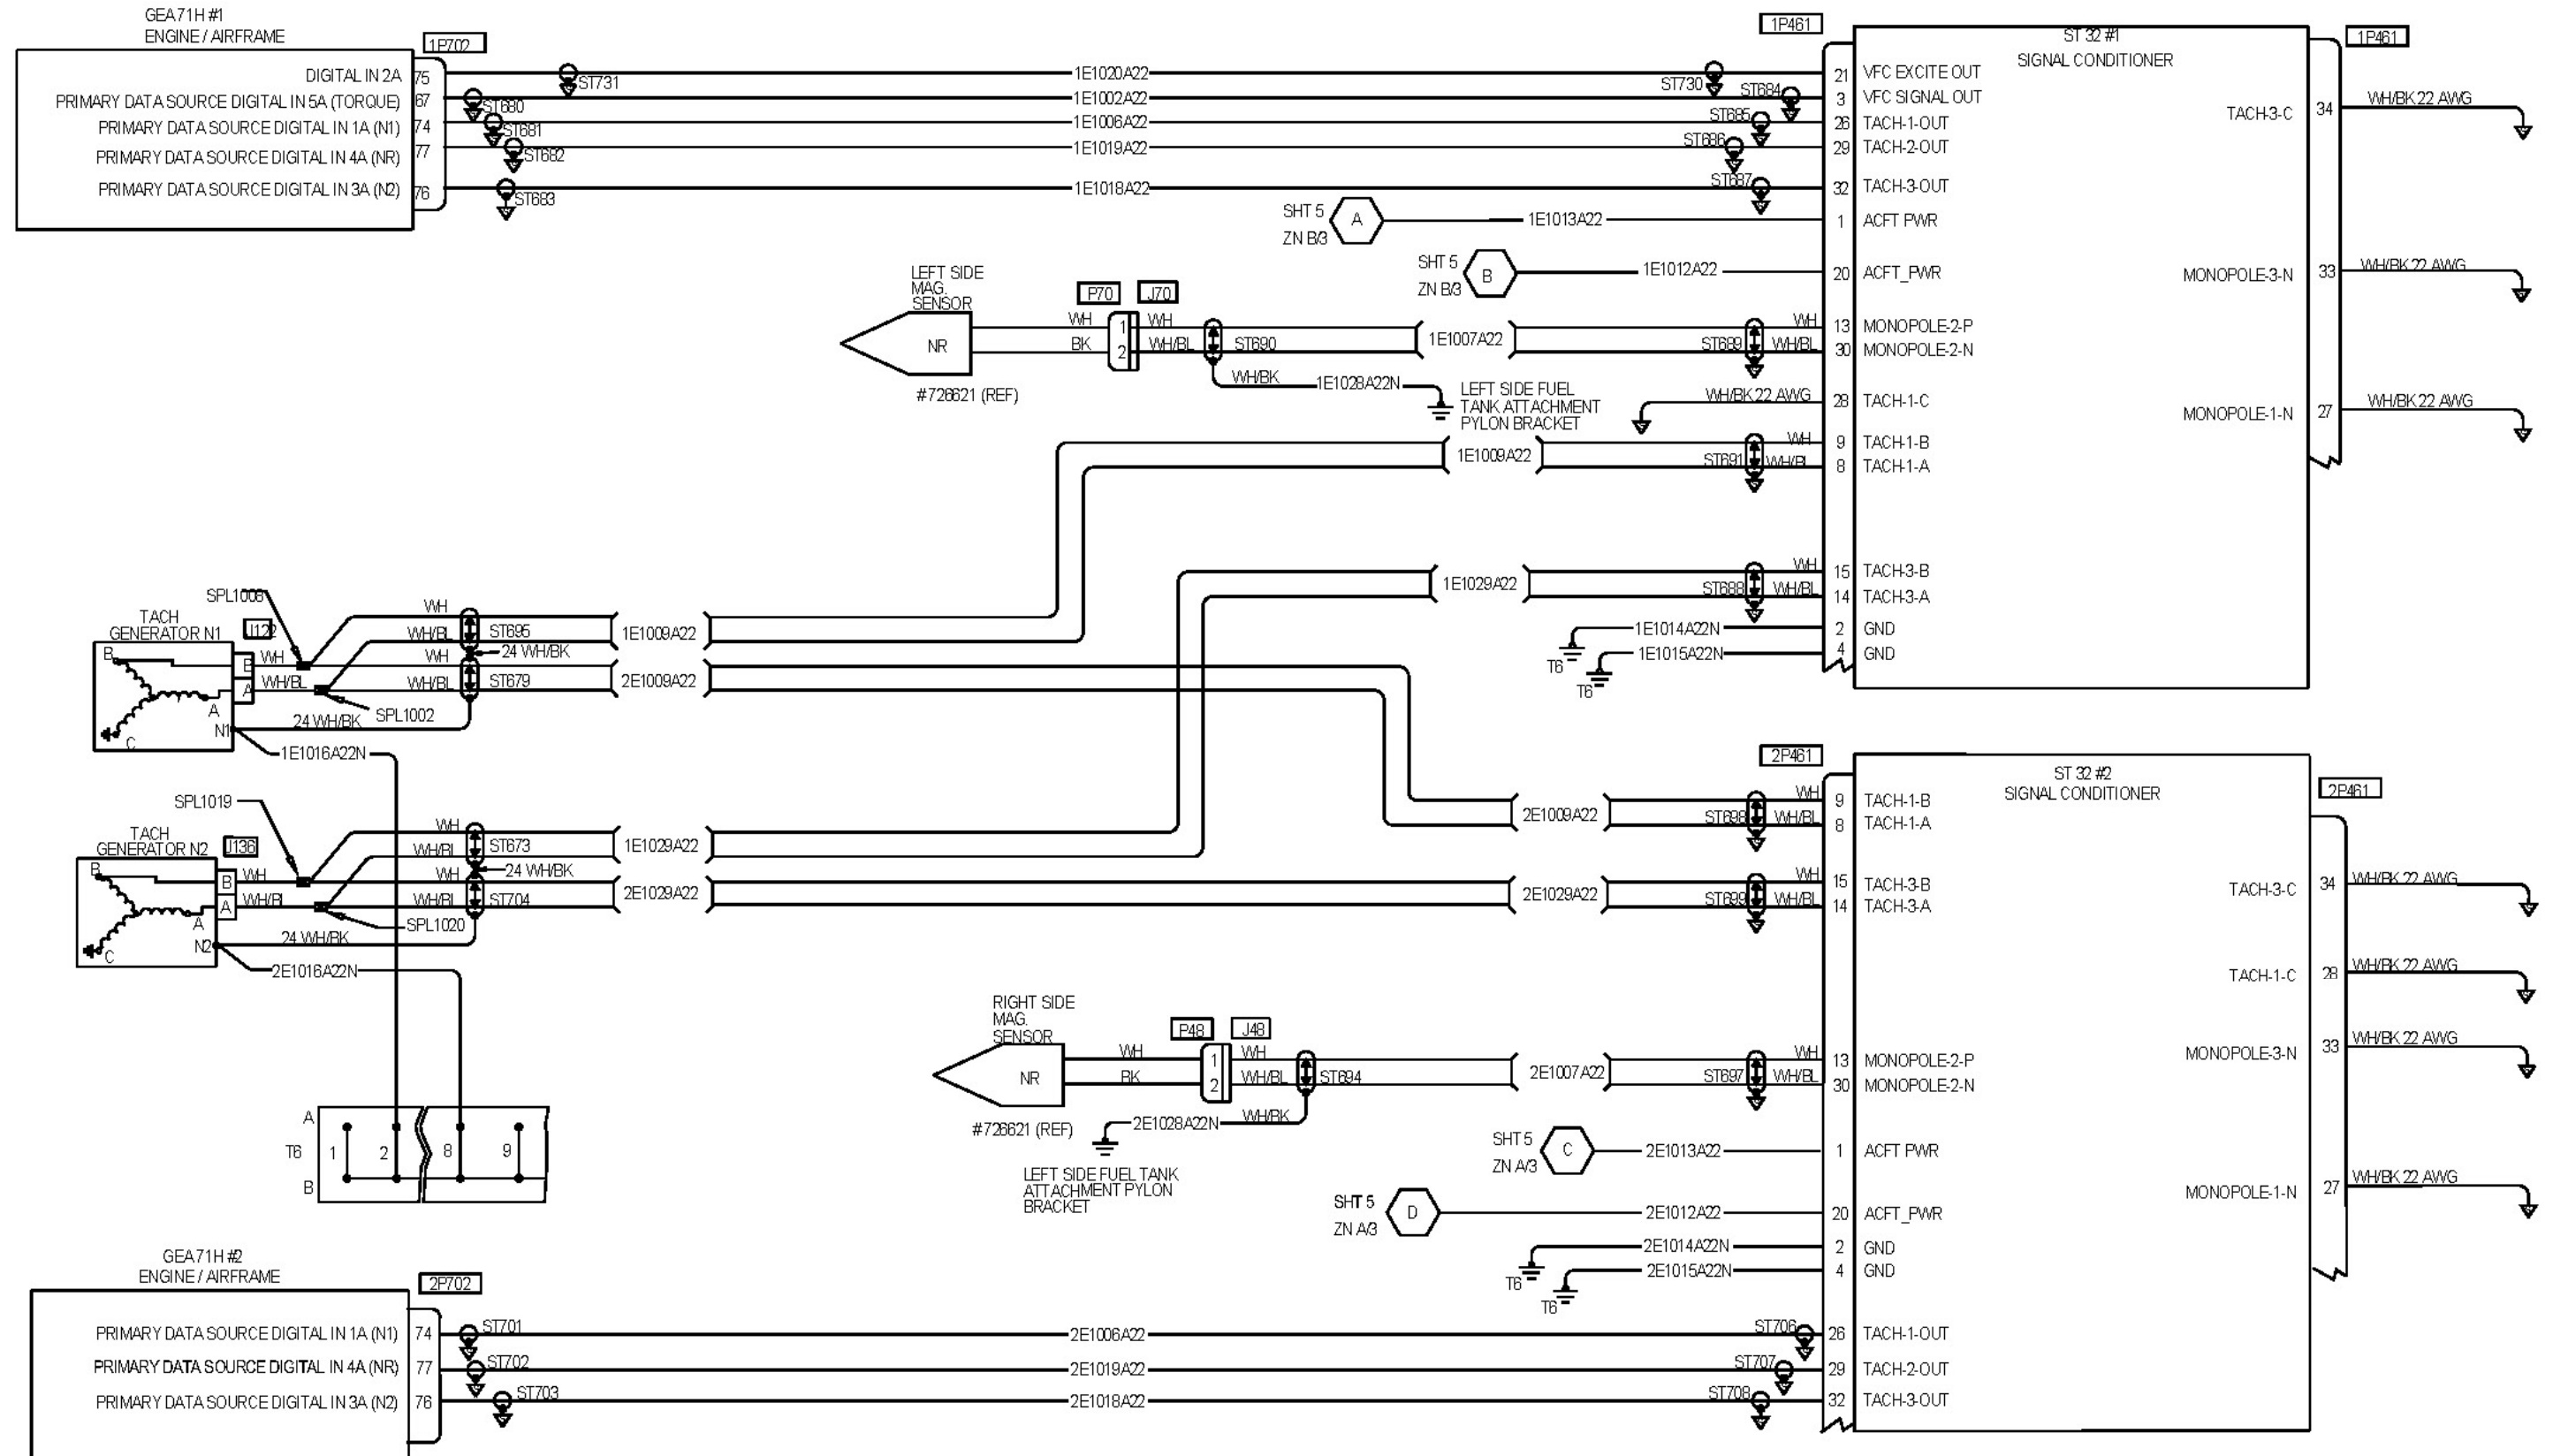 GEA71H #1
ENGINE / AIRFRAME
1P702
DIGITAL IN 2A 75
PRIMARY DATA SOURCE DIGITAL IN 5A (TORQUE) 67
PRIMARY DATA SOURCE DIGITAL IN 1A (N1) 74
PRIMARY DATA SOURCE DIGITAL IN 4A (NR) 77
PRIMARY DATA SOURCE DIGITAL IN 3A (N2) 76
ST731
ST680
ST681
ST682
ST683
1E1020A22
1E1002A22
1E1006A22
1E1019A22
1E1018A22
ST730
ST684
ST685
ST686
ST687
1P461
ST 32 #1
SIGNAL CONDITIONER
1P461
21 VFC EXCITE OUT
3 VFC SIGNAL OUT
26 TACH-1-OUT
29 TACH-2-OUT
32 TACH-3-OUT
1 ACFT PWR
20 ACFT_PWR
13 MONOPOLE-2-P
30 MONOPOLE-2-N
28 TACH-1-C
9 TACH-1-B
8 TACH-1-A
15 TACH-3-B
14 TACH-3-A
2 GND
4 GND
TACH-3-C 34 WH/BK 22 AWG
MONOPOLE-3-N 33 WH/BK 22 AWG
MONOPOLE-1-N 27 WH/BK 22 AWG
SHT 5
ZN B/3
A
1E1013A22
SHT 5
ZN B/3
B
1E1012A22
LEFT SIDE
MAG.
SENSOR
NR
#726621 (REF)
P70
J70
WH 1 WH
BK 2 WH/BL
ST690
1E1007A22
ST689
WH
WH/BL
WH/BK
1E1028A22N
LEFT SIDE FUEL
TANK ATTACHMENT
PYLON BRACKET
WH/BK 22 AWG
1E1009A22
ST691
WH
WH/BL
1E1029A22
ST688
WH
WH/BL
1E1014A22N
T6
1E1015A22N
T6
SPL1008
TACH
GENERATOR N1
J122
B
A
C
N1
B WH
A WH/BL
SPL1002
WH
WH/BL
ST695
24 WH/BK
WH
WH/BL
ST679
24 WH/BK
1E1009A22
2E1009A22
1E1016A22N
SPL1019
TACH
GENERATOR N2
J136
B
A
C
N2
B WH
A WH/BL
SPL1020
WH
WH/BL
ST673
24 WH/BK
WH
WH/BL
ST704
24 WH/BK
1E1029A22
2E1029A22
2E1016A22N
A
T6
B
1 2 8 9
2P461
ST 32 #2
SIGNAL CONDITIONER
2P461
2E1009A22
ST698
WH
WH/BL
9 TACH-1-B
8 TACH-1-A
2E1029A22
ST699
WH
WH/BL
15 TACH-3-B
14 TACH-3-A
TACH-3-C 34 WH/BK 22 AWG
TACH-1-C 28 WH/BK 22 AWG
MONOPOLE-3-N 33 WH/BK 22 AWG
MONOPOLE-1-N 27 WH/BK 22 AWG
RIGHT SIDE
MAG.
SENSOR
NR
#726621 (REF)
P48
J48
WH 1 WH
BK 2 WH/BL
ST694
2E1007A22
ST697
WH
WH/BL
13 MONOPOLE-2-P
30 MONOPOLE-2-N
2E1028A22N
WH/BK
LEFT SIDE FUEL TANK
ATTACHMENT PYLON
BRACKET
SHT 5
ZN A/3
C
2E1013A22
1 ACFT PWR
SHT 5
ZN A/3
D
2E1012A22
20 ACFT_PWR
T6
2E1014A22N
2 GND
T6
2E1015A22N
4 GND
GEA71H #2
ENGINE / AIRFRAME
2P702
PRIMARY DATA SOURCE DIGITAL IN 1A (N1) 74
PRIMARY DATA SOURCE DIGITAL IN 4A (NR) 77
PRIMARY DATA SOURCE DIGITAL IN 3A (N2) 76
ST701
ST702
ST703
2E1006A22
2E1019A22
2E1018A22
ST706
ST707
ST708
26 TACH-1-OUT
29 TACH-2-OUT
32 TACH-3-OUT